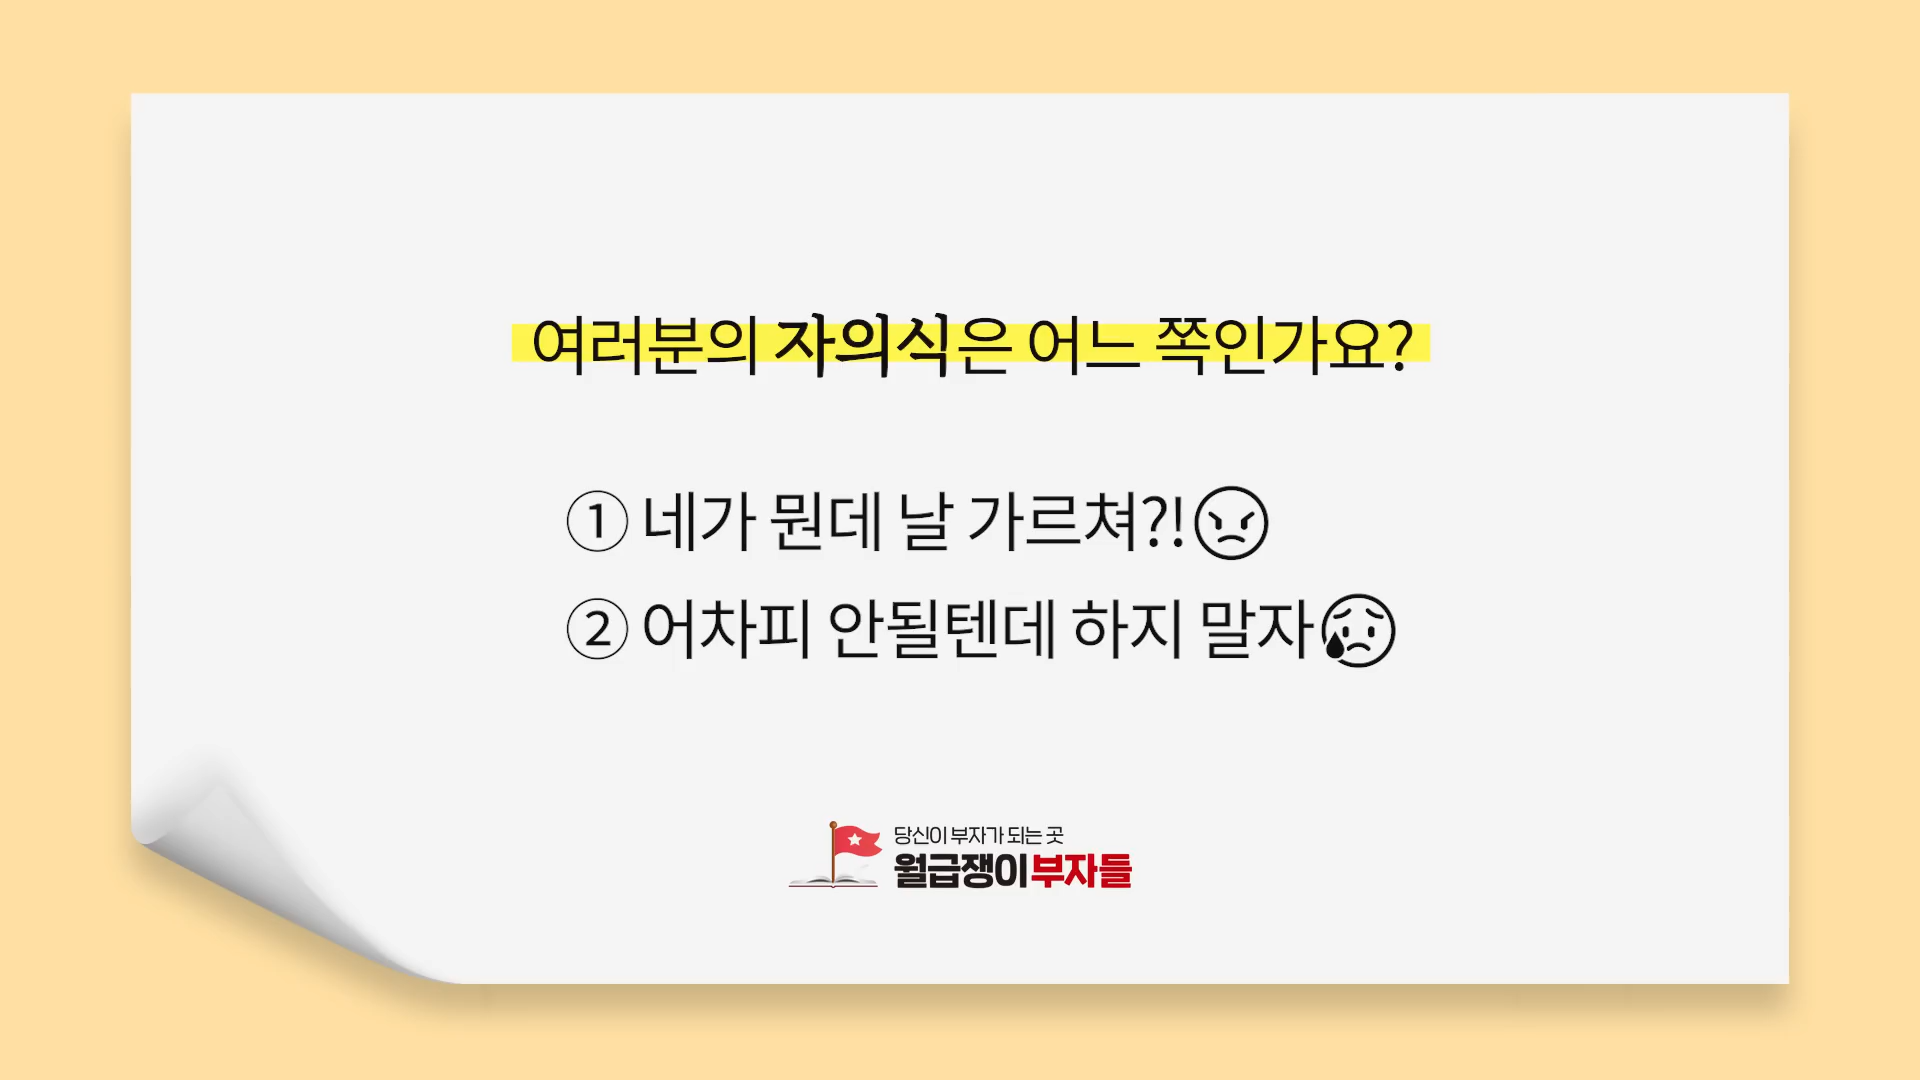 여러분의 자의식은 어느 쪽인가요?
① 네가 뭔데 날 가르쳐?!😠
② 어차피 안될텐데 하지 말자😥
당신이 부자가 되는 곳
월급쟁이부자들